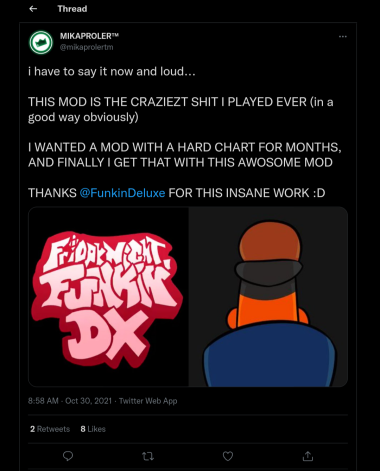 Thread
MIKAPROLER™
@mikaprolertm
i have to say it now and loud...
THIS MOD IS THE CRAZIEZT SHIT I PLAYED EVER (in a
good way obviously)
I WANTED A MOD WITH A HARD CHART FOR MONTHS,
AND FINALLY I GET THAT WITH THIS AWOSOME MOD
THANKS @FunkinDeluxe FOR THIS INSANE WORK :D
FRIDAY NIGHT
FUNKIN
DX
8:58 AM · Oct 30, 2021 · Twitter Web App
2 Retweets 8 Likes